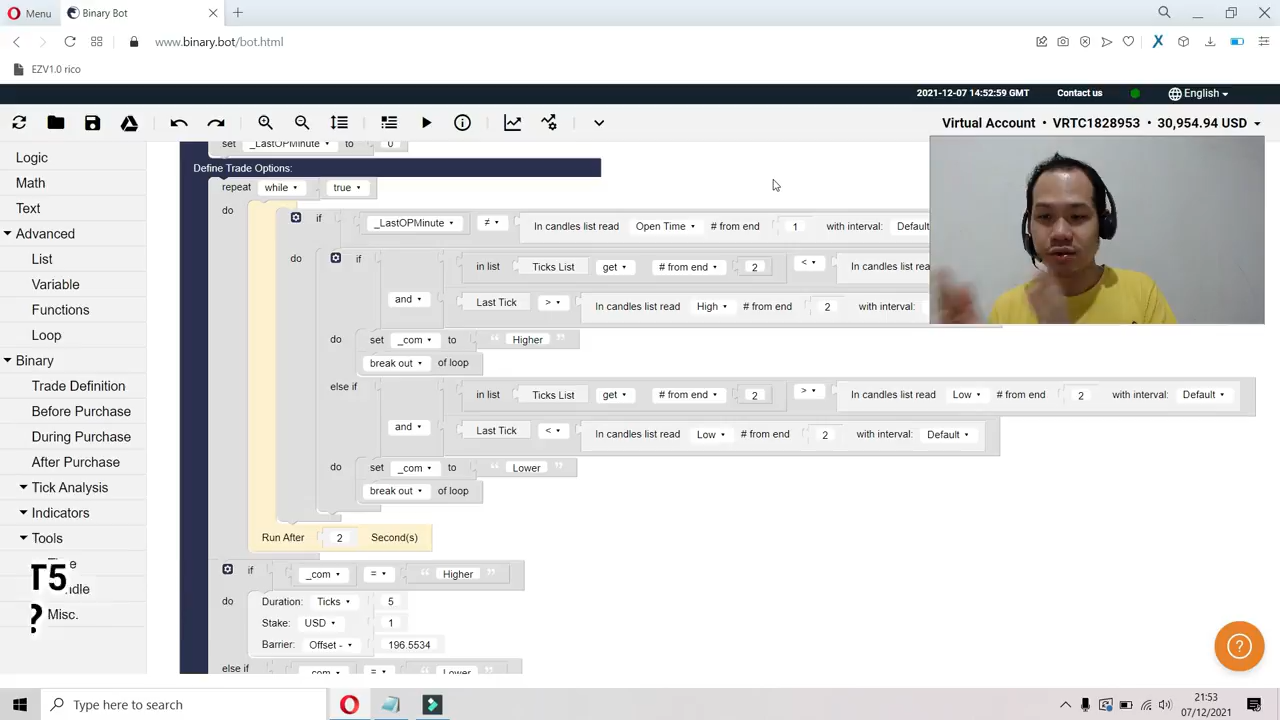 Menu
Binary Bot
www.binary.bot/bot.html
EZV1.0 rico
2021-12-07 14:52:59 GMT Contact us English
Virtual Account • VRTC1828953 • 30,954.94 USD
Logic
Math
Text
Advanced
List
Variable
Functions
Loop
Binary
Trade Definition
Before Purchase
During Purchase
After Purchase
Tick Analysis
Indicators
Tools
T5
?
Misc.
set _LastOPMinute to 0
Define Trade Options:
repeat while true
do
if _LastOPMinute ≠ In candles list read Open Time # from end 1 with interval: Default
do if in list Ticks List get # from end 2 < In candles list read
and Last Tick > In candles list read High # from end 2 with interval:
do set _com to “ Higher ”
break out of loop
else if in list Ticks List get # from end 2 > In candles list read Low # from end 2 with interval: Default
and Last Tick < In candles list read Low # from end 2 with interval: Default
do set _com to “ Lower ”
break out of loop
Run After 2 Second(s)
if _com = “ Higher ”
do Duration: Ticks 5
Stake: USD 1
Barrier: Offset - 196.5534
else if _com = “ Lower ”
Type here to search
21:53
07/12/2021